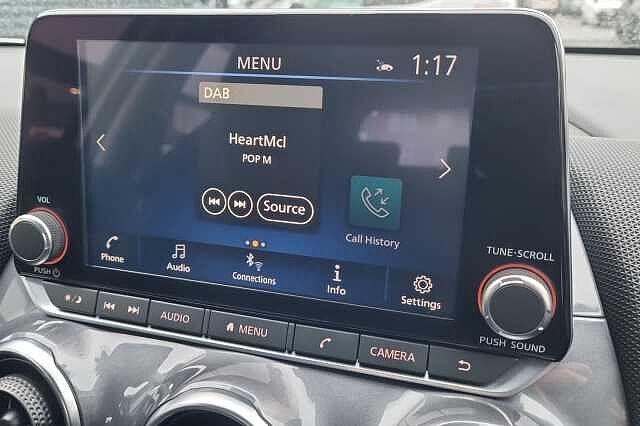 MENU
1:17
DAB
HeartMcl
POP M
Source
Call History
Phone
Audio
Connections
Info
Settings
VOL
PUSH
TUNE·SCROLL
PUSH SOUND
AUDIO
MENU
CAMERA